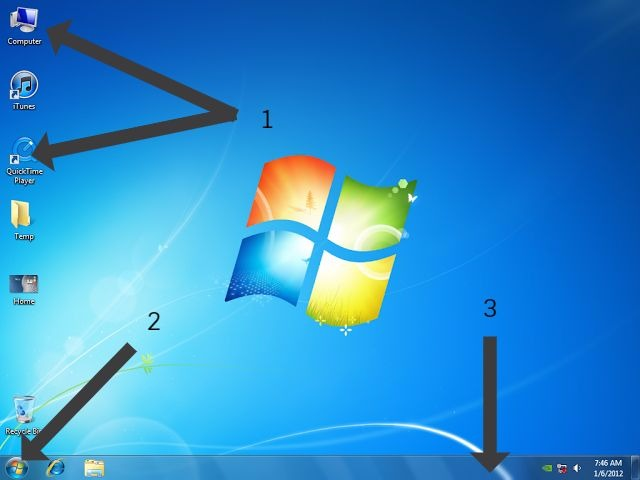 Computer
1
iTunes
QuickTime
Player
Temp
Home
2
3
Recycle Bin
7:46 AM
1/6/2012